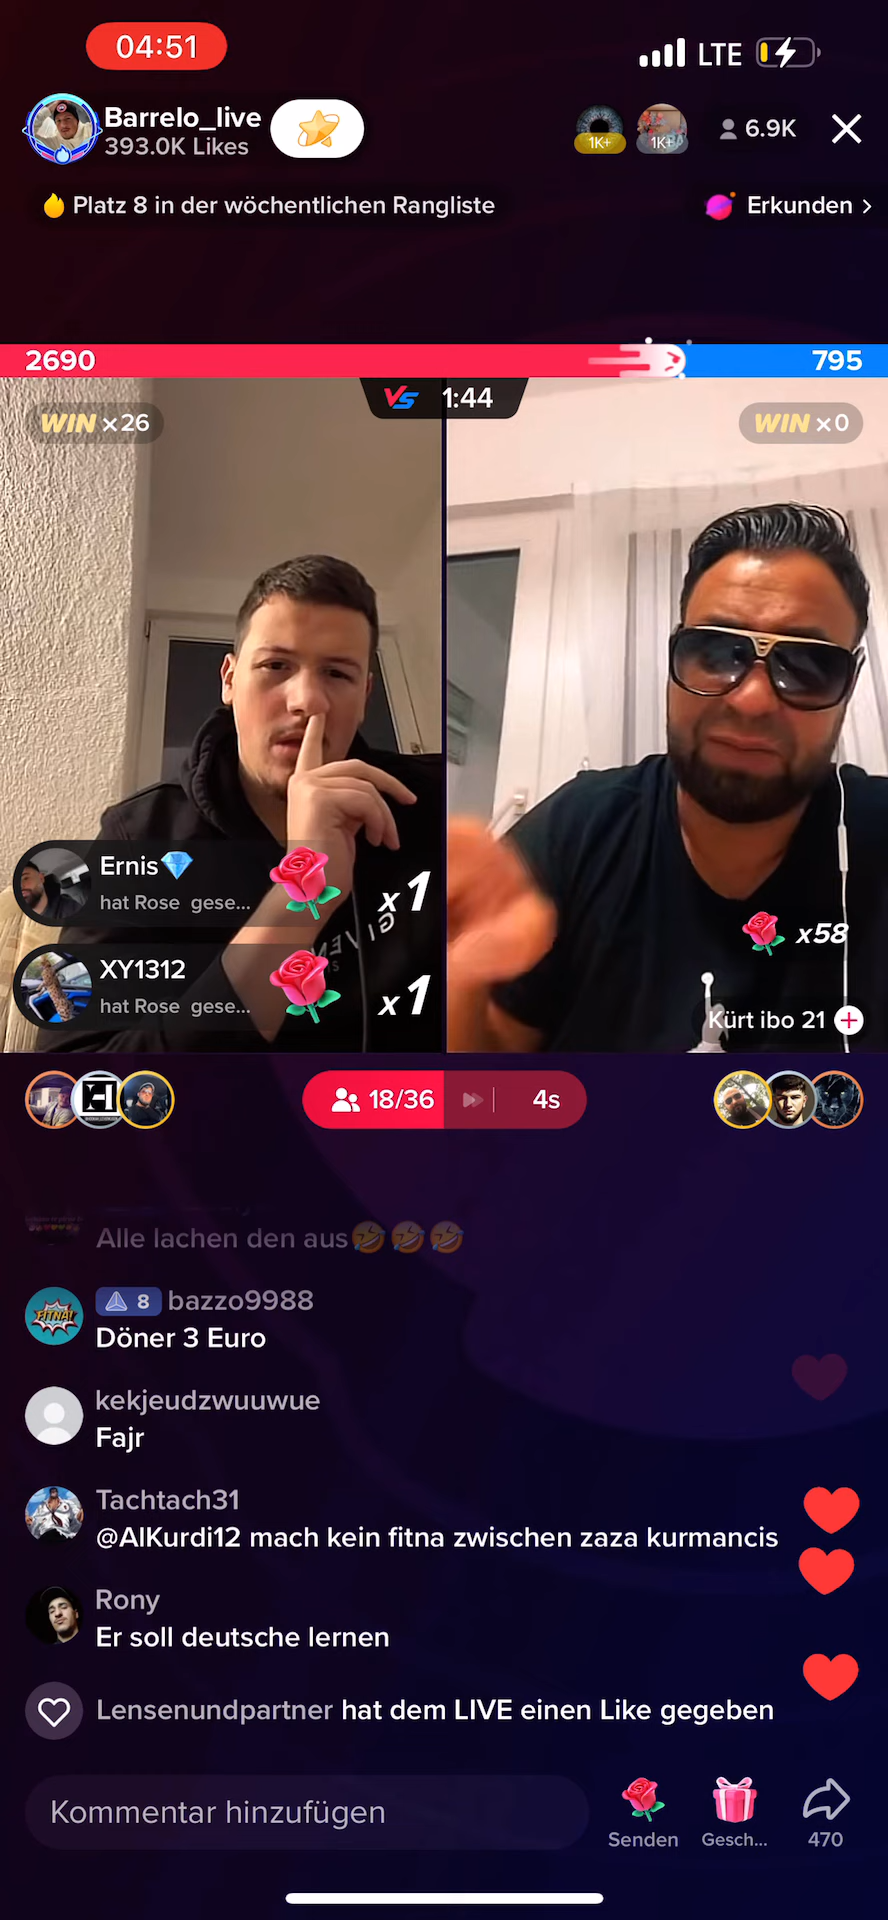 04:51
LTE
Barrelo_live
393.0K Likes
1K+
1K+
6.9K
Platz 8 in der wöchentlichen Rangliste
Erkunden >
2690
795
VS 1:44
WIN x26
WIN x0
Ernis💎
hat Rose gese...
x1
XY1312
hat Rose gese...
x1
x58
Kürt ibo 21
18/36
4s
Alle lachen den aus🤣🤣🤣
8 bazzo9988
Döner 3 Euro
FITNA!
kekjeudzwuuwue
Fajr
Tachtach31
@AlKurdi12 mach kein fitna zwischen zaza kurmancis
Rony
Er soll deutsche lernen
Lensenundpartner hat dem LIVE einen Like gegeben
Kommentar hinzufügen
Senden
Gesch...
470